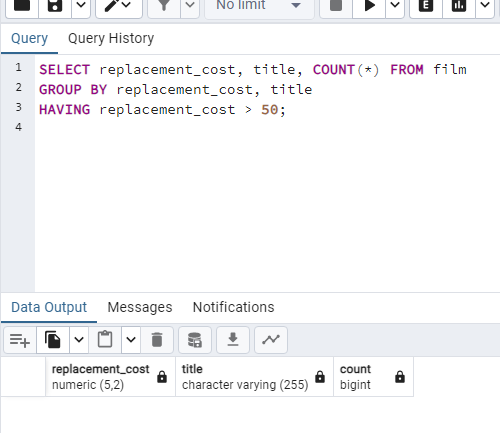 No limit
E
Query Query History
1 SELECT replacement_cost, title, COUNT(*) FROM film
2 GROUP BY replacement_cost, title
3 HAVING replacement_cost > 50;
4
Data Output Messages Notifications
replacement_cost title count
numeric (5,2) character varying (255) bigint